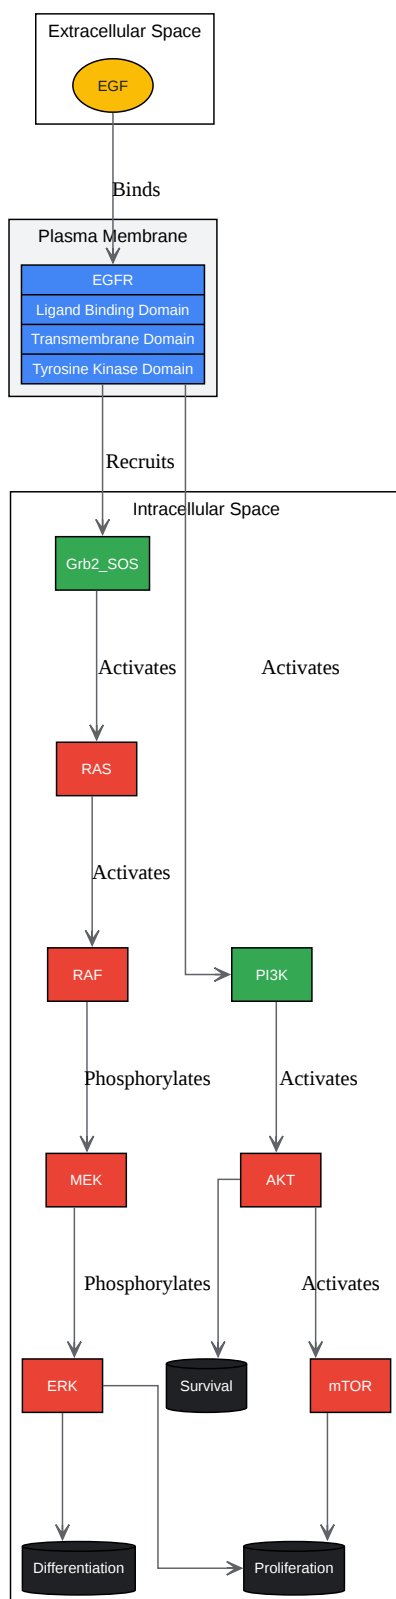 Extracellular Space
EGF
Binds
Plasma Membrane
EGFR
Ligand Binding Domain
Transmembrane Domain
Tyrosine Kinase Domain
Recruits
Intracellular Space
Grb2_SOS
Activates
Activates
RAS
Activates
RAF
PI3K
Phosphorylates
Activates
MEK
AKT
Phosphorylates
Activates
ERK
Survival
mTOR
Differentiation
Proliferation